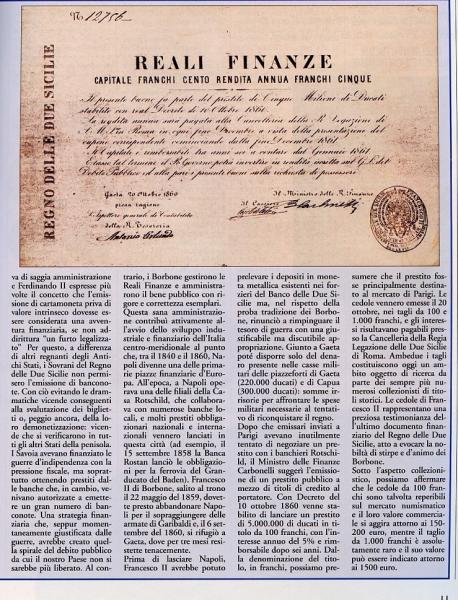 N. 12756
REGNO DELLE DUE SICILIE
REALI FINANZE
CAPITALE FRANCHI CENTO RENDITA ANNUA FRANCHI CINQUE
Il presente buono fa parte del prestito di Cinque Milioni di Ducati
stabilito con real Decreto di 10 Ottobre 1860.
La rendita annua sarà pagata alla Cancelleria della R. Legazione di
S. M. in Roma in ogni fine Dicembre a vista della presentazione del
Gaeta 20 Ottobre 1860
Il Ministro delle R. Finanze
della R. Tesoreria
va di saggia amministrazione
e Ferdinando II espresse più
volte il concetto che l'emissione
di cartamoneta priva di
valore intrinseco dovesse essere
considerata una avventura
finanziaria, se non addirittura
"un furto legalizzato"
Per questo, a differenza
di altri regnanti degli Antichi
Stati, i Sovrani del Regno
delle Due Sicilie non permisero
l'emissione di banconote.
Con ciò evitando le drammatiche
vicende conseguenti
alla svalutazione dei biglietti
o, peggio ancora, della loro
demonetizzazione: vicende
che si verificarono in tutti
gli altri Stati della penisola.
I Savoia avevano finanziato le
guerre d'indipendenza con la
pressione fiscale, ma soprattutto
ottenendo prestiti dalle
banche che, in cambio, venivano
autorizzate a emettere
un gran numero di banconote.
Una strategia finanziaria
che, seppur momentaneamente
giustificata dalle
guerre, avrebbe creato quella
spirale del debito pubblico
da cui il nostro Paese non si
sarebbe più liberato. Al contrario,
i Borbone gestirono le
Reali Finanze e amministrarono
il bene pubblico con rigore
e correttezza esemplari.
Questa sana amministrazione
contribuì attivamente al
l'avvio dello sviluppo industriale
e finanziario dell'Italia
centro-meridionale al punto
che, tra il 1840 e il 1860, Napoli
divenne una delle primarie
piazze finanziarie d'Europa.
All'epoca, a Napoli operava
una delle filiali della Casa
Rotschild, che collaborava
con numerose banche locali,
e molti prestiti obbligazionari
nazionali e internazionali
vennero lanciati in
questa città (ad esempio, il
15 settembre 1858 la Banca
Rostan lanciò le obbligazioni
per la ferrovia del Granducato
del Baden). Francesco
II di Borbone, salito al trono
il 22 maggio del 1859, dovette
presto abbandonare Napoli
per il sopraggiungere delle
armate di Garibaldi e, il 6 settembre
del 1860, si rifugiò a
Gaeta, dove per tre mesi resistette
tenacemente.
Prima di lasciare Napoli,
Francesco II avrebbe potuto
prelevare i depositi in moneta
metallica esistenti nei forzieri
del Banco delle Due Sicilie
ma, nel rispetto della
proba tradizione dei Borbone,
rinunciò a rimpinguare il
tesoro di guerra con una giustificabile
ma discutibile appropriazione.
Giunto a Gaeta
poté disporre solo del denaro
presente nelle casse militari
delle piazzeforti di Gaeta
(220.000 ducati) e di Capua
(300.000 ducati): somme irrisorie
per affrontare le spese
militari necessarie al tentativo
di riconquistare il regno.
Dopo che emissari inviati a
Parigi avevano inutilmente
tentato di negoziare un prestito
con i banchieri Rotschild,
il Ministro delle Finanze
Carbonelli suggerì l'emissione
di un prestito pubblico a
mezzo di titoli di credito al
portatore. Con Decreto del
10 ottobre 1860 venne stabilito
di lanciare un prestito
di 5.000.000 di ducati in titolo
da 100 franchi, con l'interesse
annuo del 5% e rimborsabile
dopo sei anni. Dalla
denominazione del titolo,
in franchi, possiamo presumere
che il prestito fosse
principalmente destinato
al mercato di Parigi. Le
cedole vennero emesse il 20
ottobre, nei tagli da 100 e
1.000 franchi, e gli interessi
risultavano pagabili presso
la Cancelleria della Regia
Legazione delle Due Sicilie
di Roma. Ambedue i tagli
costituiscono oggi un ambito
oggetto di ricerca da
parte dei sempre più numerosi
collezionisti di titoli
storici. Le cedole di Francesco
II rappresentano una
preziosa testimonianza dell'ultimo
documento finanziario
del Regno delle Due
Sicilie, atto a evocare la nobiltà
di stirpe e d'animo dei
Borbone.
Sotto l'aspetto collezionistico,
possiamo affermare
che le cedole da 100 franchi
sono talvolta reperibili
sul mercato numismatico
e il loro valore commerciale
si aggira attorno ai 150-
200 euro, mentre il taglio
da 1.000 franchi è assolutamente
raro e il suo valore
può essere indicato attorno
ai 1500 euro.
11